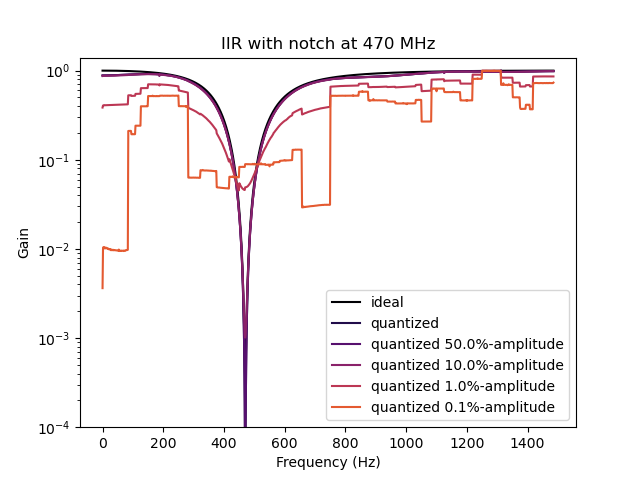 IIR with notch at 470 MHz
10⁰
10⁻¹
10⁻²
10⁻³
10⁻⁴
Gain
ideal
quantized
quantized 50.0%-amplitude
quantized 10.0%-amplitude
quantized 1.0%-amplitude
quantized 0.1%-amplitude
0 200 400 600 800 1000 1200 1400
Frequency (Hz)